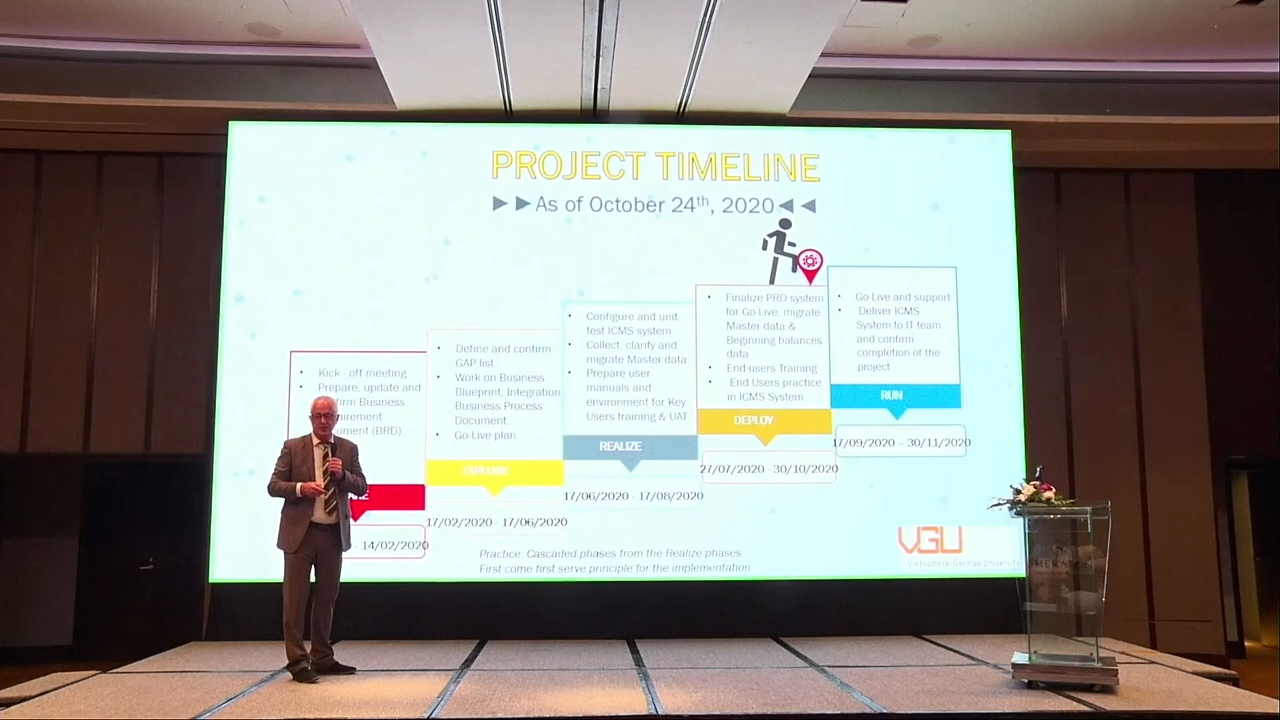 PROJECT TIMELINE
►►As of October 24th, 2020◄◄
• Kick - off meeting
• Prepare, update and
Business
(BRD)
- 14/02/2020
• Define and confirm
GAP list
• Work on Business
Blueprint, Integration
Business Process
Document
• Go-Live plan
EXPLORE
17/02/2020 - 17/06/2020
• Configure and unit
test ICMS system
• Collect, clarify and
migrate Master data
• Prepare user
manuals and
environment for Key
Users training & UAT
REALIZE
17/06/2020 - 17/08/2020
• Finalize PRD system
for Go-Live, migrate
Master data &
Beginning balances
data
• End-users Training
• End Users practice
in ICMS System
DEPLOY
27/07/2020 - 30/10/2020
• Go-Live and support
• Deliver ICMS
System to IT team
and confirm
completion of the
project
RUN
17/09/2020 – 30/11/2020
Practice: Cascaded phases from the Realize phases
First come first serve principle for the implementation
VGU
Vietnamese-German University
SHERATON